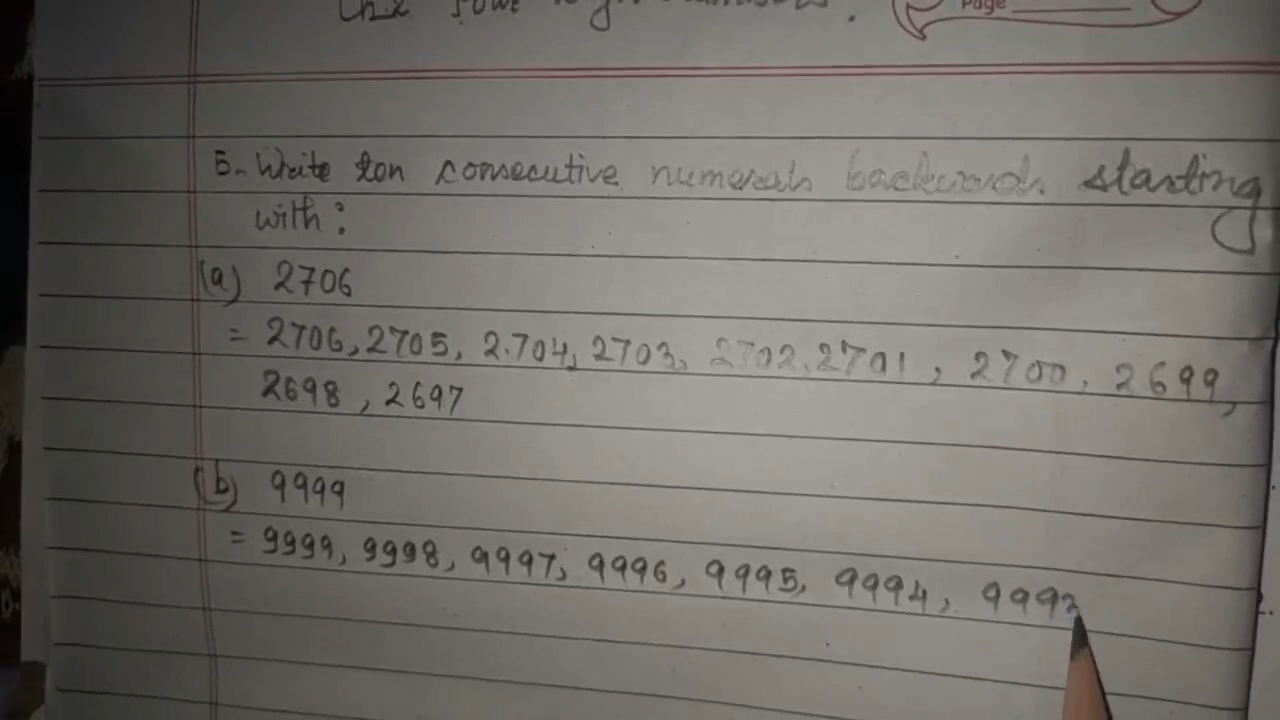 Page
5. Write ten consecutive numerals backwards starting
with:
(a) 2706
= 2706, 2705, 2704, 2703, 2702, 2701, 2700, 2699,
2698, 2697
(b) 9999
= 9999, 9998, 9997, 9996, 9995, 9994, 9993